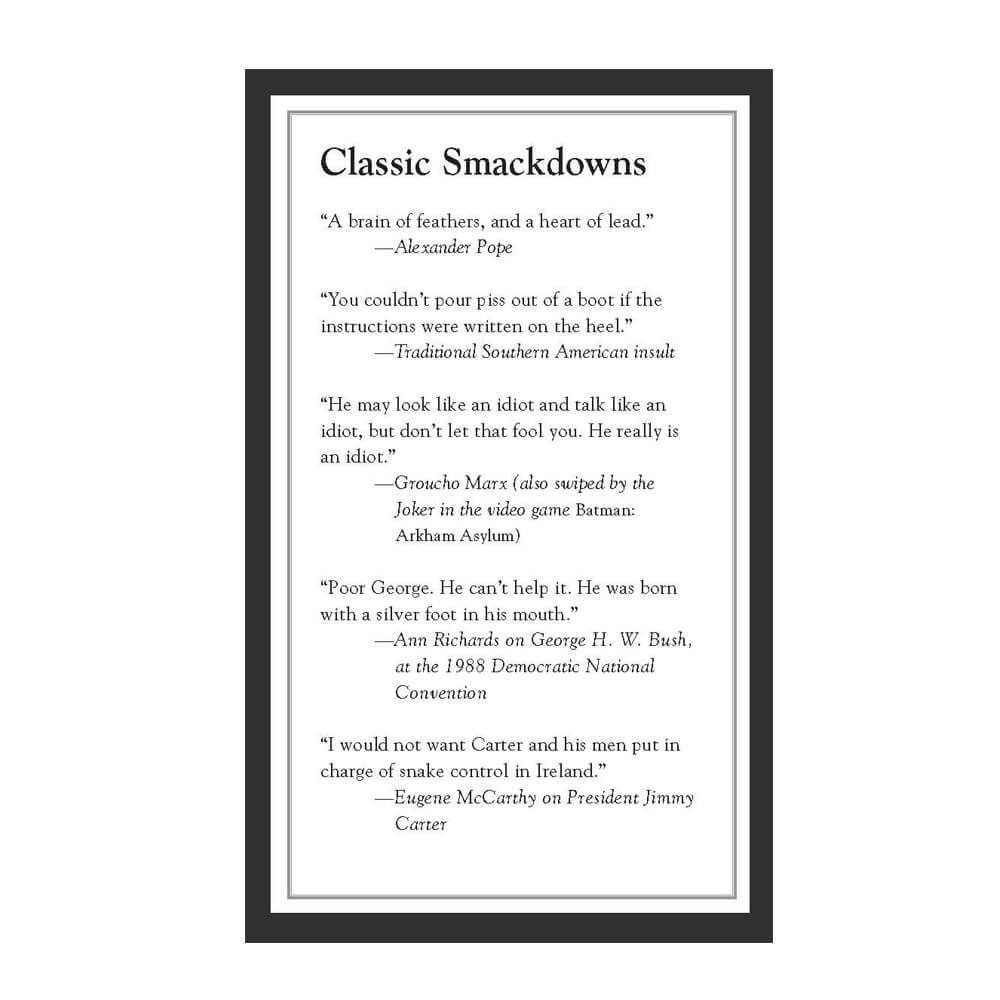 Classic Smackdowns
“A brain of feathers, and a heart of lead.”
—Alexander Pope
“You couldn’t pour piss out of a boot if the
instructions were written on the heel.”
—Traditional Southern American insult
“He may look like an idiot and talk like an
idiot, but don’t let that fool you. He really is
an idiot.”
—Groucho Marx (also swiped by the
Joker in the video game Batman:
Arkham Asylum)
“Poor George. He can’t help it. He was born
with a silver foot in his mouth.”
—Ann Richards on George H. W. Bush,
at the 1988 Democratic National
Convention
“I would not want Carter and his men put in
charge of snake control in Ireland.”
—Eugene McCarthy on President Jimmy
Carter